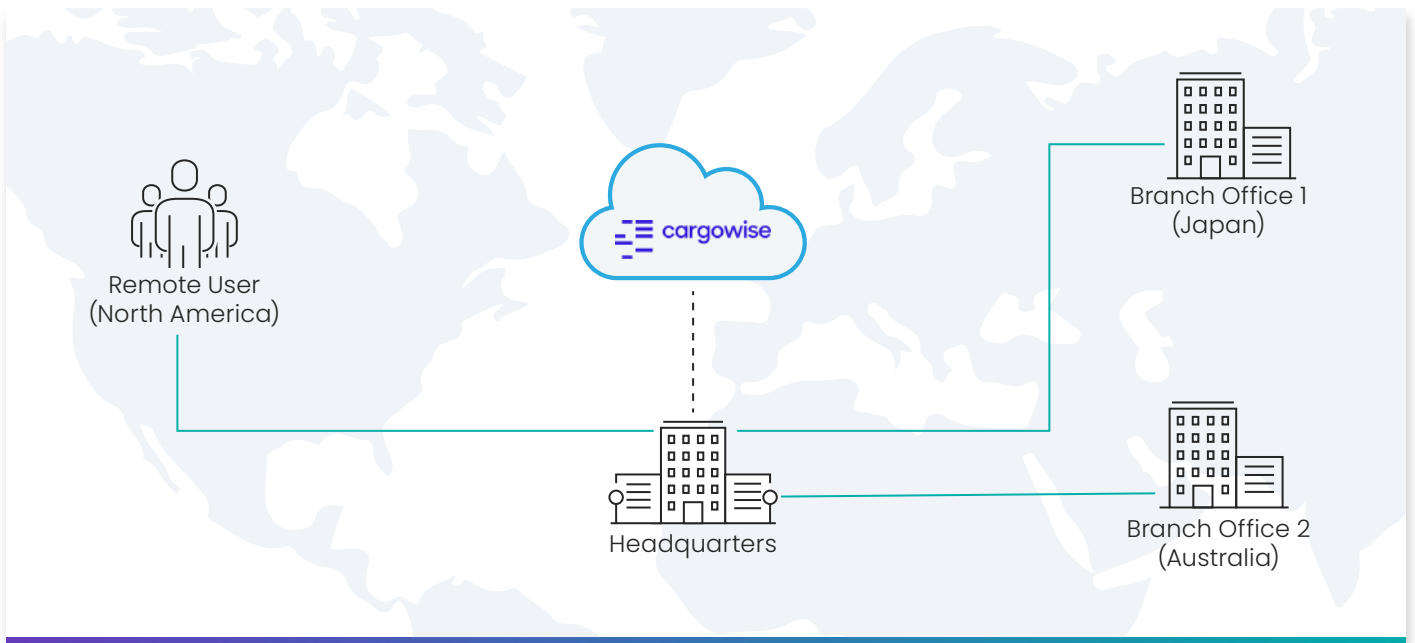 cargowise
Branch Office 1
(Japan)
Remote User
(North America)
Headquarters
Branch Office 2
(Australia)